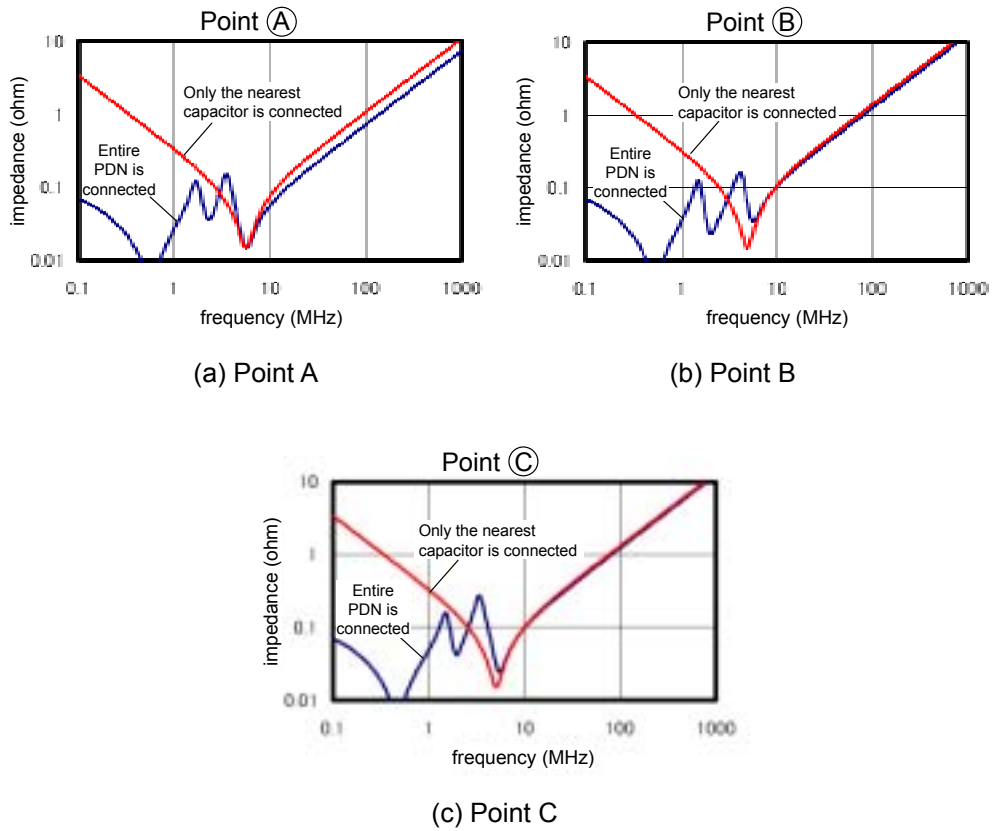 Point Ⓐ
impedance (ohm)
10
1
0.1
0.01
Only the nearest
capacitor is connected
Entire
PDN is
connected
0.1 1 10 100 1000
frequency (MHz)
(a) Point A
Point Ⓑ
impedance (ohm)
10
1
0.1
0.01
Only the nearest
capacitor is connected
Entire
PDN is
connected
0.1 1 10 100 1000
frequency (MHz)
(b) Point B
Point Ⓒ
impedance (ohm)
10
1
0.1
0.01
Only the nearest
capacitor is connected
Entire
PDN is
connected
0.1 1 10 100 1000
frequency (MHz)
(c) Point C